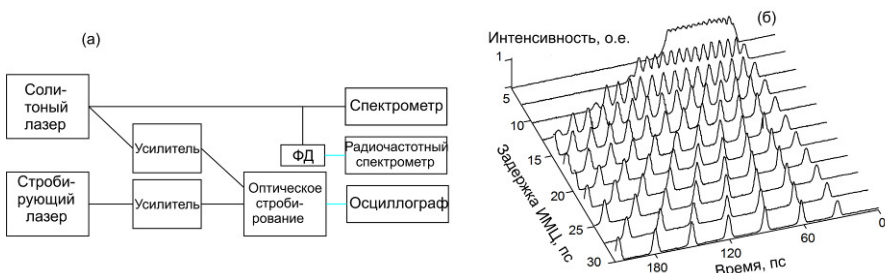 (а)
Соли-
тоный
лазер
Спектрометр
Усилитель
ФД
Радиочастотный
спектрометр
Строби-
рующий
лазер
Усилитель
Оптическое
строби-
рование
Осциллограф
(б)
Интенсивность, о.е.
1
5
10
15
20
25
30
Задержка ИМЦ, пс
180
120
60
0
Время, пс